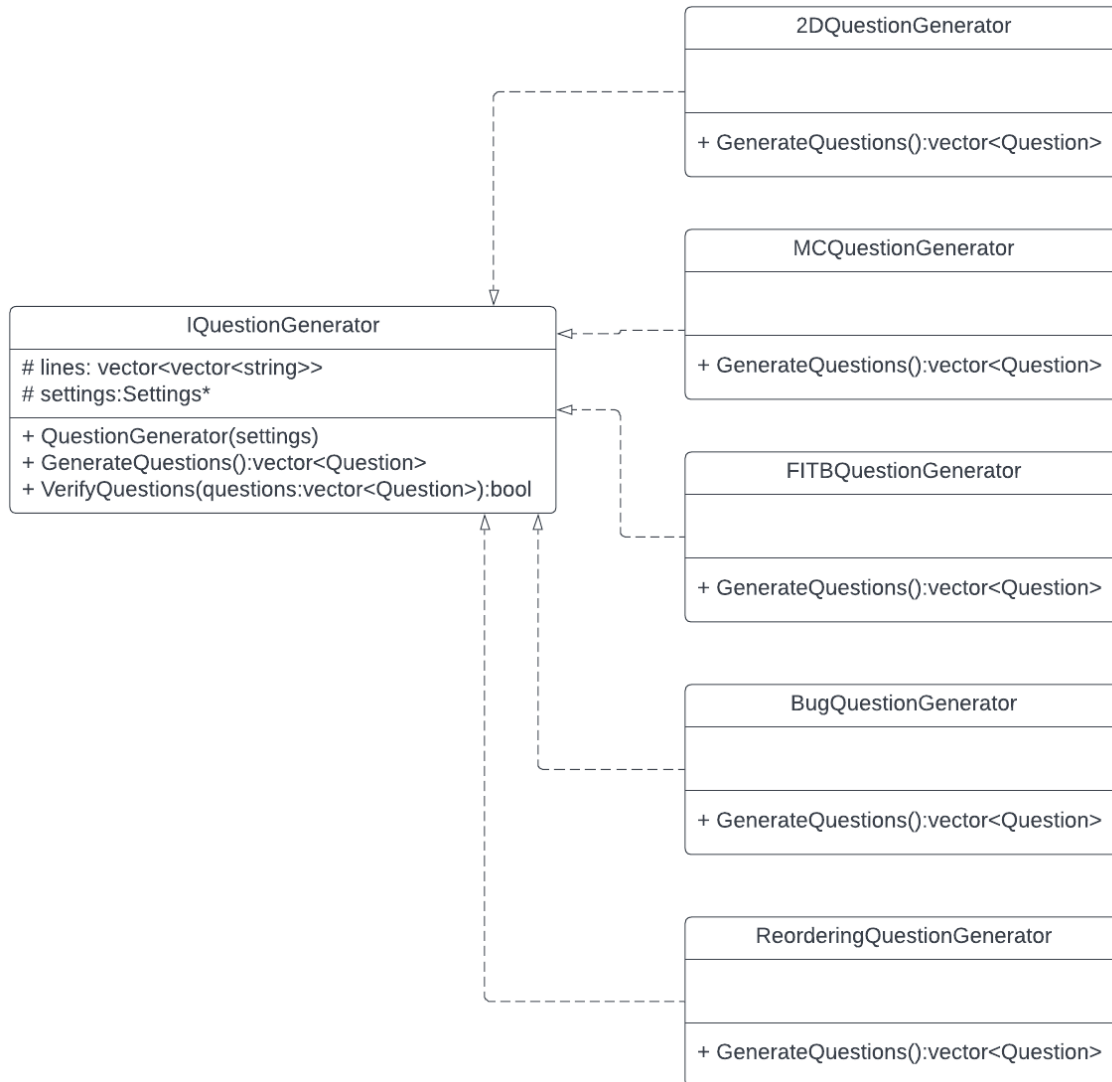 2DQuestionGenerator
+ GenerateQuestions():vector<Question>
MCQuestionGenerator
+ GenerateQuestions():vector<Question>
IQuestionGenerator
# lines: vector<vector<string>>
# settings:Settings*
+ QuestionGenerator(settings)
+ GenerateQuestions():vector<Question>
+ VerifyQuestions(questions:vector<Question>):bool
FITBQuestionGenerator
+ GenerateQuestions():vector<Question>
BugQuestionGenerator
+ GenerateQuestions():vector<Question>
ReorderingQuestionGenerator
+ GenerateQuestions():vector<Question>